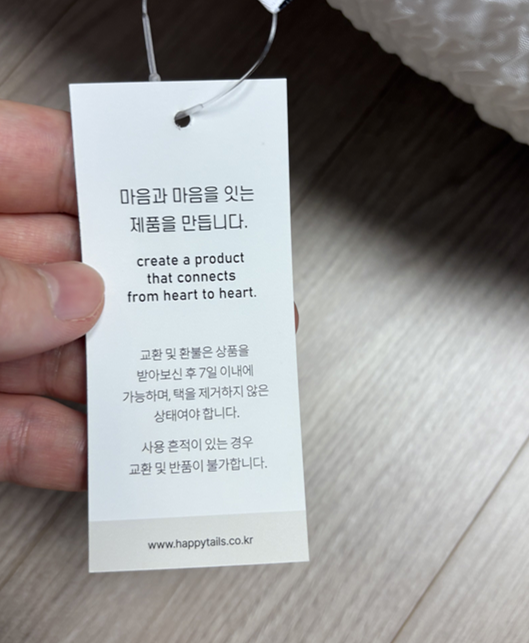 마음과 마음을 잇는
제품을 만듭니다.
create a product
that connects
from heart to heart.
교환 및 환불은 상품을
받아보신 후 7일 이내에
가능하며, 택을 제거하지 않은
상태여야 합니다.
사용 흔적이 있는 경우
교환 및 반품이 불가합니다.
www.happytails.co.kr